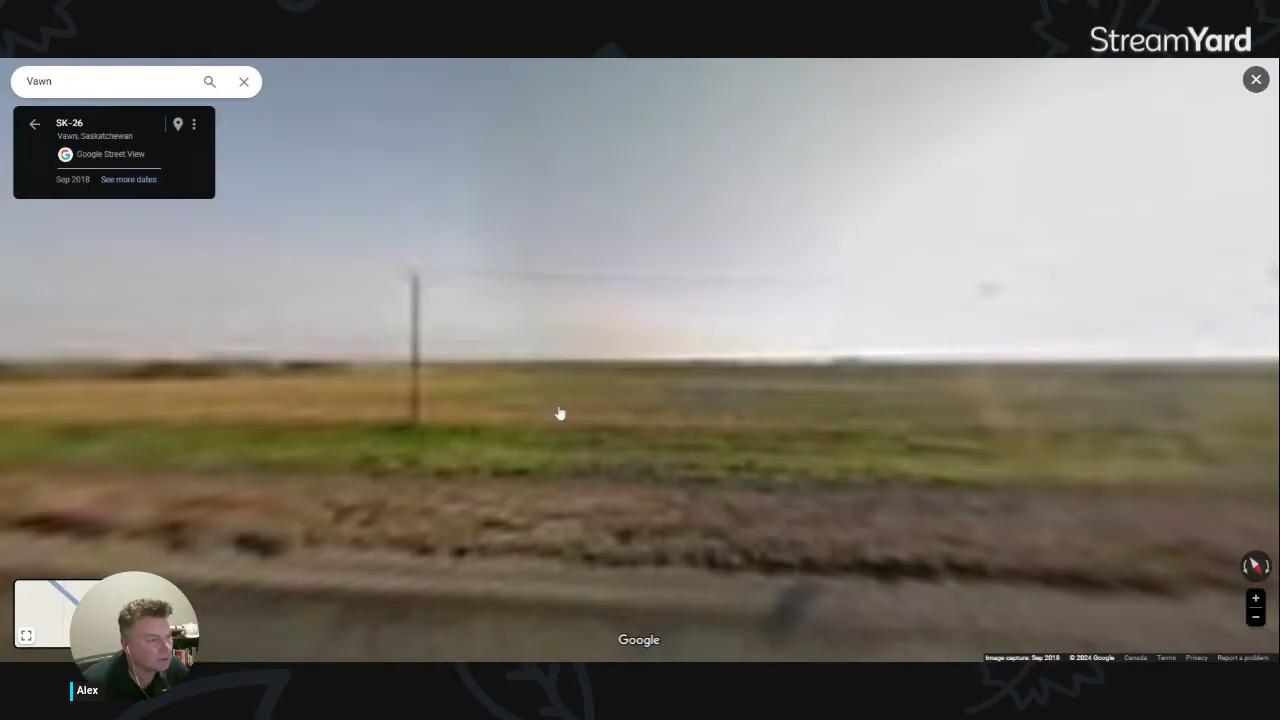 StreamYard
Vawn
SK-26
Vawn, Saskatchewan
Google Street View
Sep 2018 See more dates
Google
Image capture: Sep 2018 © 2024 Google Canada Terms Privacy Report a problem
Alex